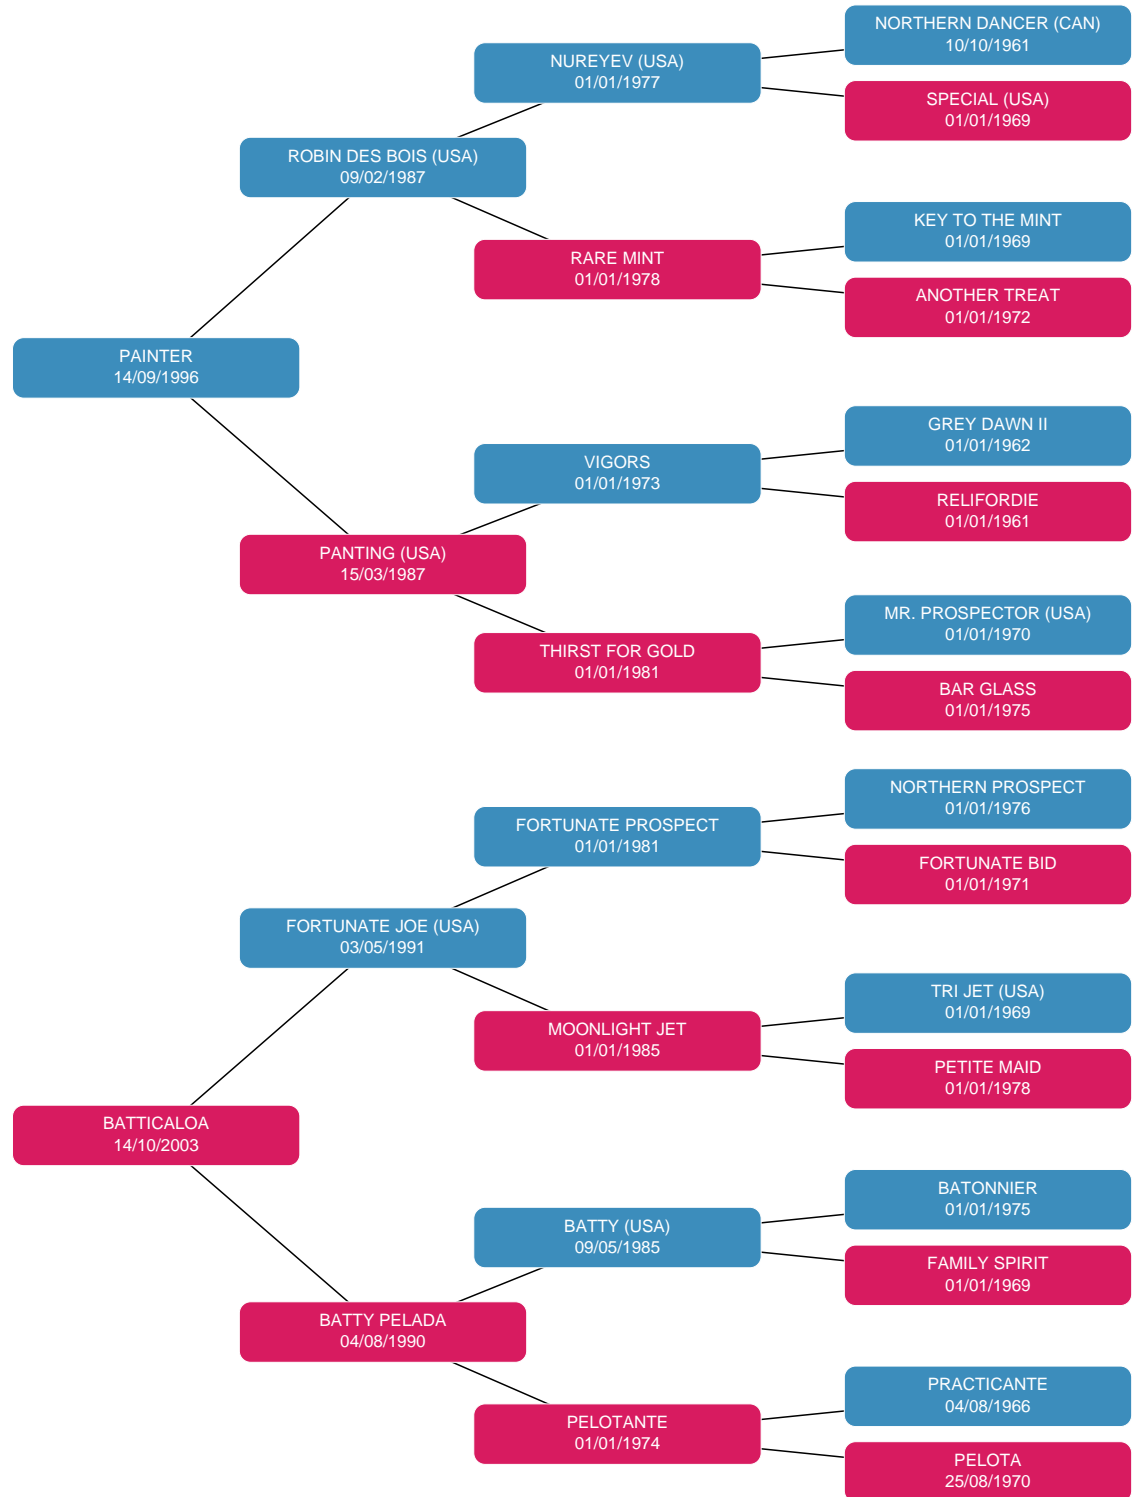 NORTHERN DANCER (CAN)
10/10/1961
NUREYEV (USA)
01/01/1977
SPECIAL (USA)
01/01/1969
ROBIN DES BOIS (USA)
09/02/1987
KEY TO THE MINT
01/01/1969
RARE MINT
01/01/1978
ANOTHER TREAT
01/01/1972
PAINTER
14/09/1996
GREY DAWN II
01/01/1962
VIGORS
01/01/1973
RELIFORDIE
01/01/1961
PANTING (USA)
15/03/1987
MR. PROSPECTOR (USA)
01/01/1970
THIRST FOR GOLD
01/01/1981
BAR GLASS
01/01/1975
NORTHERN PROSPECT
01/01/1976
FORTUNATE PROSPECT
01/01/1981
FORTUNATE BID
01/01/1971
FORTUNATE JOE (USA)
03/05/1991
TRI JET (USA)
01/01/1969
MOONLIGHT JET
01/01/1985
PETITE MAID
01/01/1978
BATTICALOA
14/10/2003
BATONNIER
01/01/1975
BATTY (USA)
09/05/1985
FAMILY SPIRIT
01/01/1969
BATTY PELADA
04/08/1990
PRACTICANTE
04/08/1966
PELOTANTE
01/01/1974
PELOTA
25/08/1970